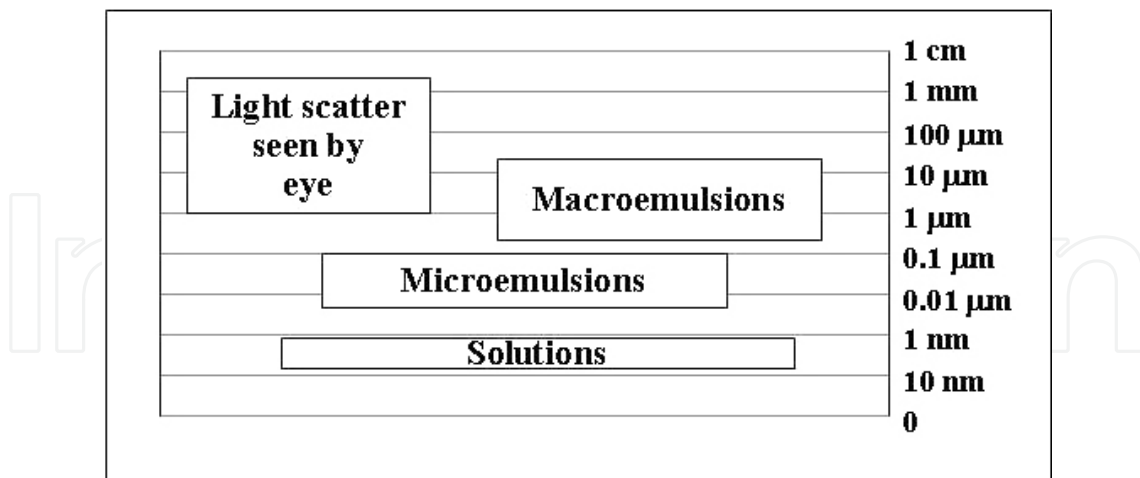 Light scatter
seen by
eye
Macroemulsions
Microemulsions
Solutions
1 cm
1 mm
100 μm
10 μm
1 μm
0.1 μm
0.01 μm
1 nm
10 nm
0